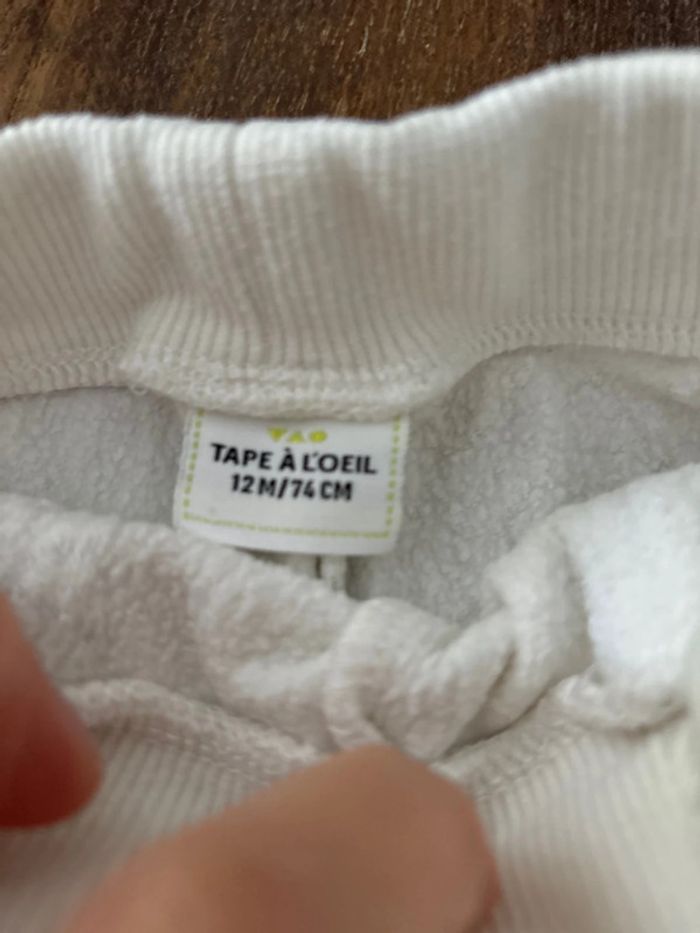 TAO
TAPE À L'OEIL
12M/74CM